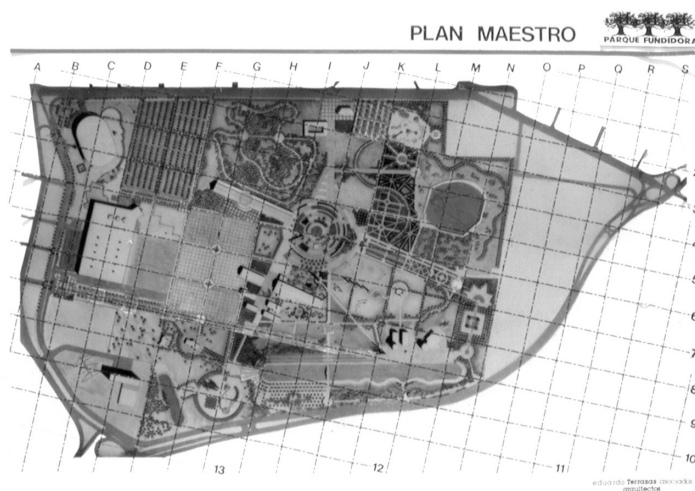 PLAN MAESTRO
PARQUE FUNDIDORA
A B C D E F G H I J K L M N O P Q R S
2
3
4
5
6
7
8
9
10
11
12
13
eduardo Terrazas asociados
arquitectos